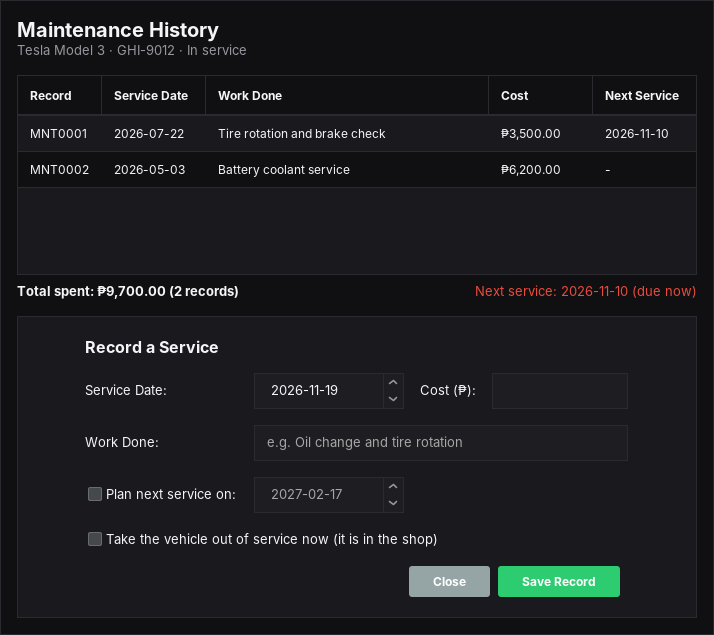 Maintenance History
Tesla Model 3 · GHI-9012 · In service
Record Service Date Work Done Cost Next Service
MNT0001 2026-07-22 Tire rotation and brake check ₱3,500.00 2026-11-10
MNT0002 2026-05-03 Battery coolant service ₱6,200.00 -
Total spent: ₱9,700.00 (2 records) Next service: 2026-11-10 (due now)
Record a Service
Service Date: 2026-11-19 Cost (₱):
Work Done: e.g. Oil change and tire rotation
Plan next service on: 2027-02-17
Take the vehicle out of service now (it is in the shop)
Close Save Record